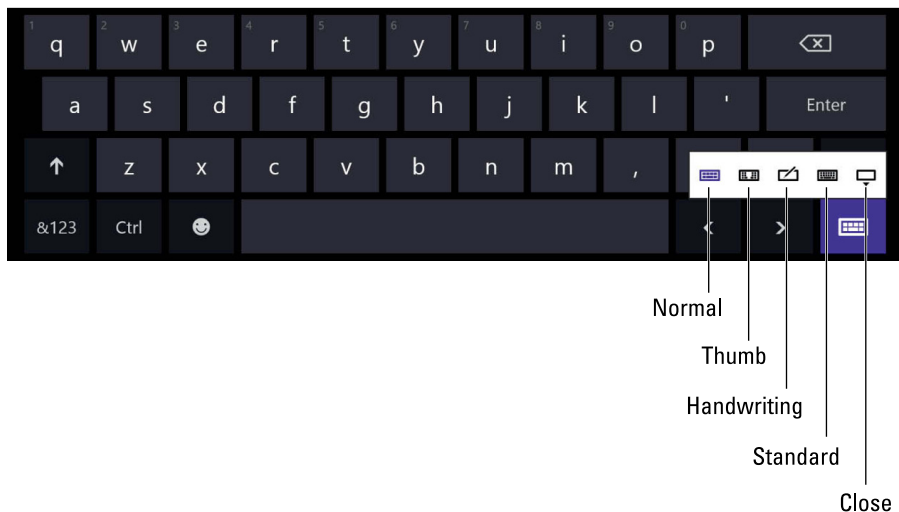 1 2 3 4 5 6 7 8 9 0
q w e r t y u i o p
a s d f g h j k l ' Enter
z x c v b n m ,
&123 Ctrl < >
Normal
Thumb
Handwriting
Standard
Close